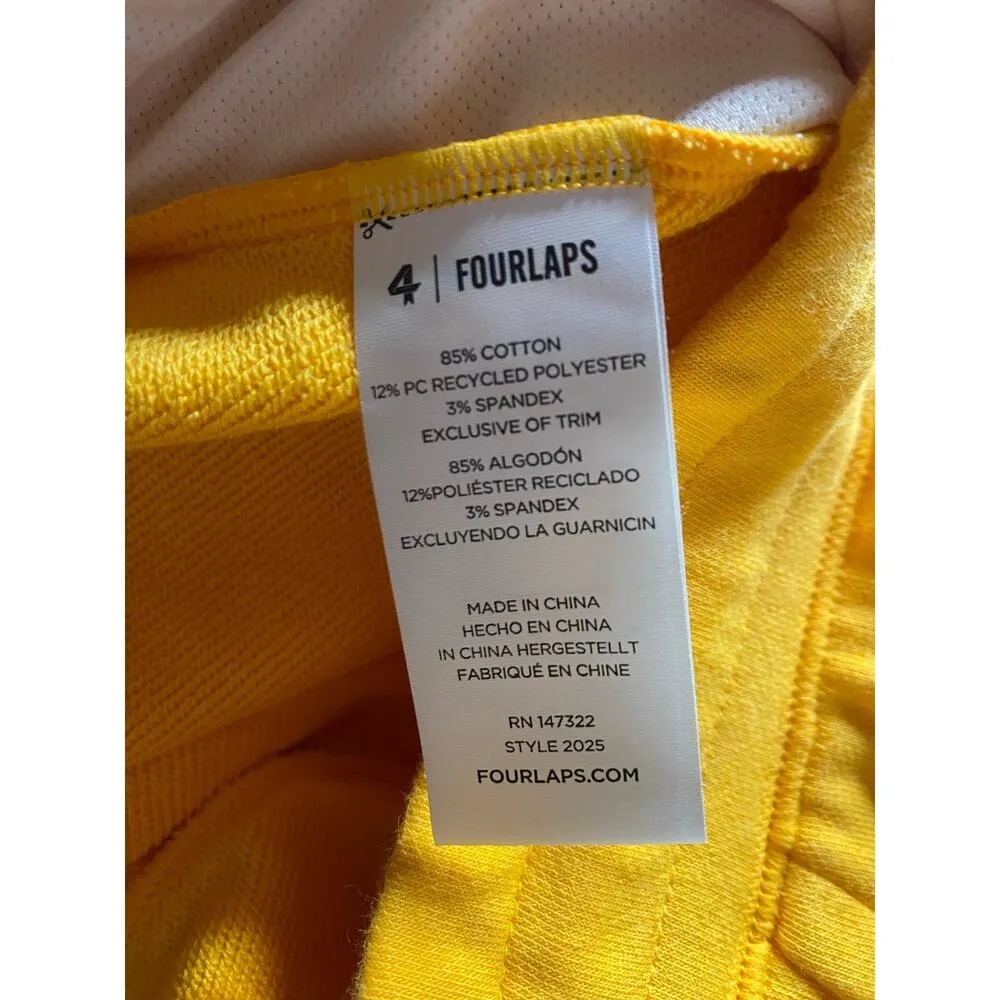 4 | FOURLAPS
85% COTTON
12% PC RECYCLED POLYESTER
3% SPANDEX
EXCLUSIVE OF TRIM
85% ALGODÓN
12%POLIÉSTER RECICLADO
3% SPANDEX
EXCLUYENDO LA GUARNICIN
MADE IN CHINA
HECHO EN CHINA
IN CHINA HERGESTELLT
FABRIQUÉ EN CHINE
RN 147322
STYLE 2025
FOURLAPS.COM